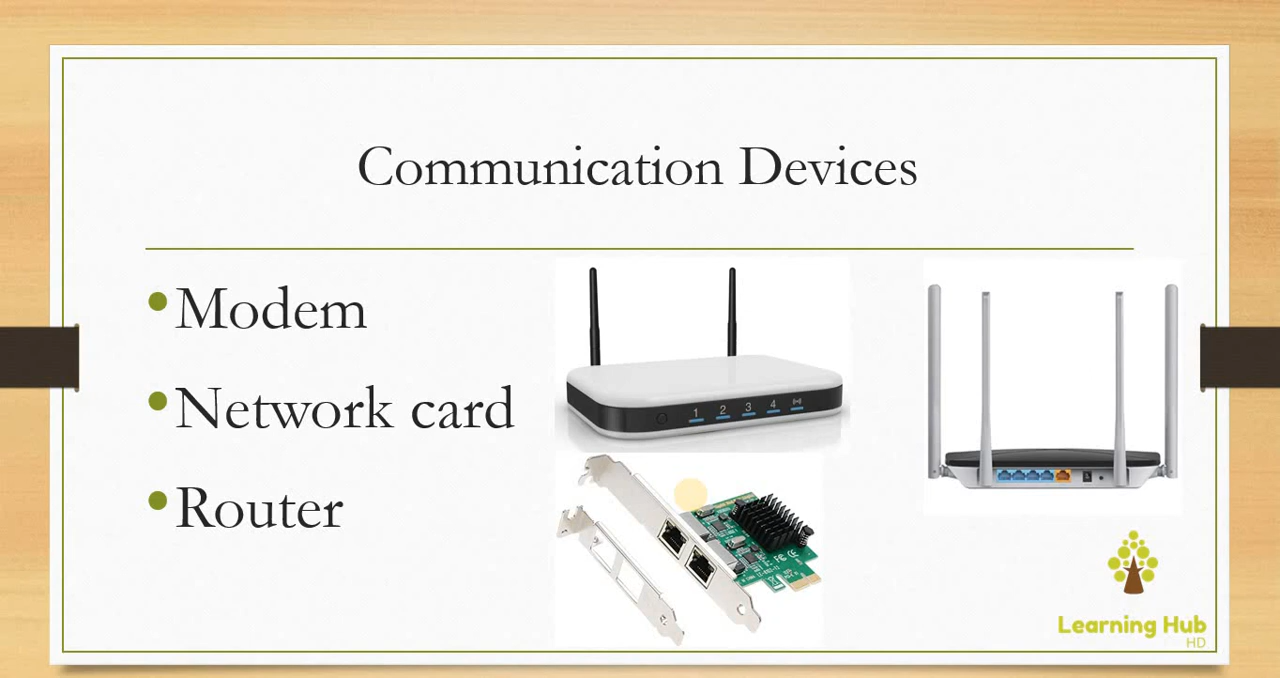 Communication Devices
Modem
Network card
Router
1 2 3 4
Learning Hub
HD